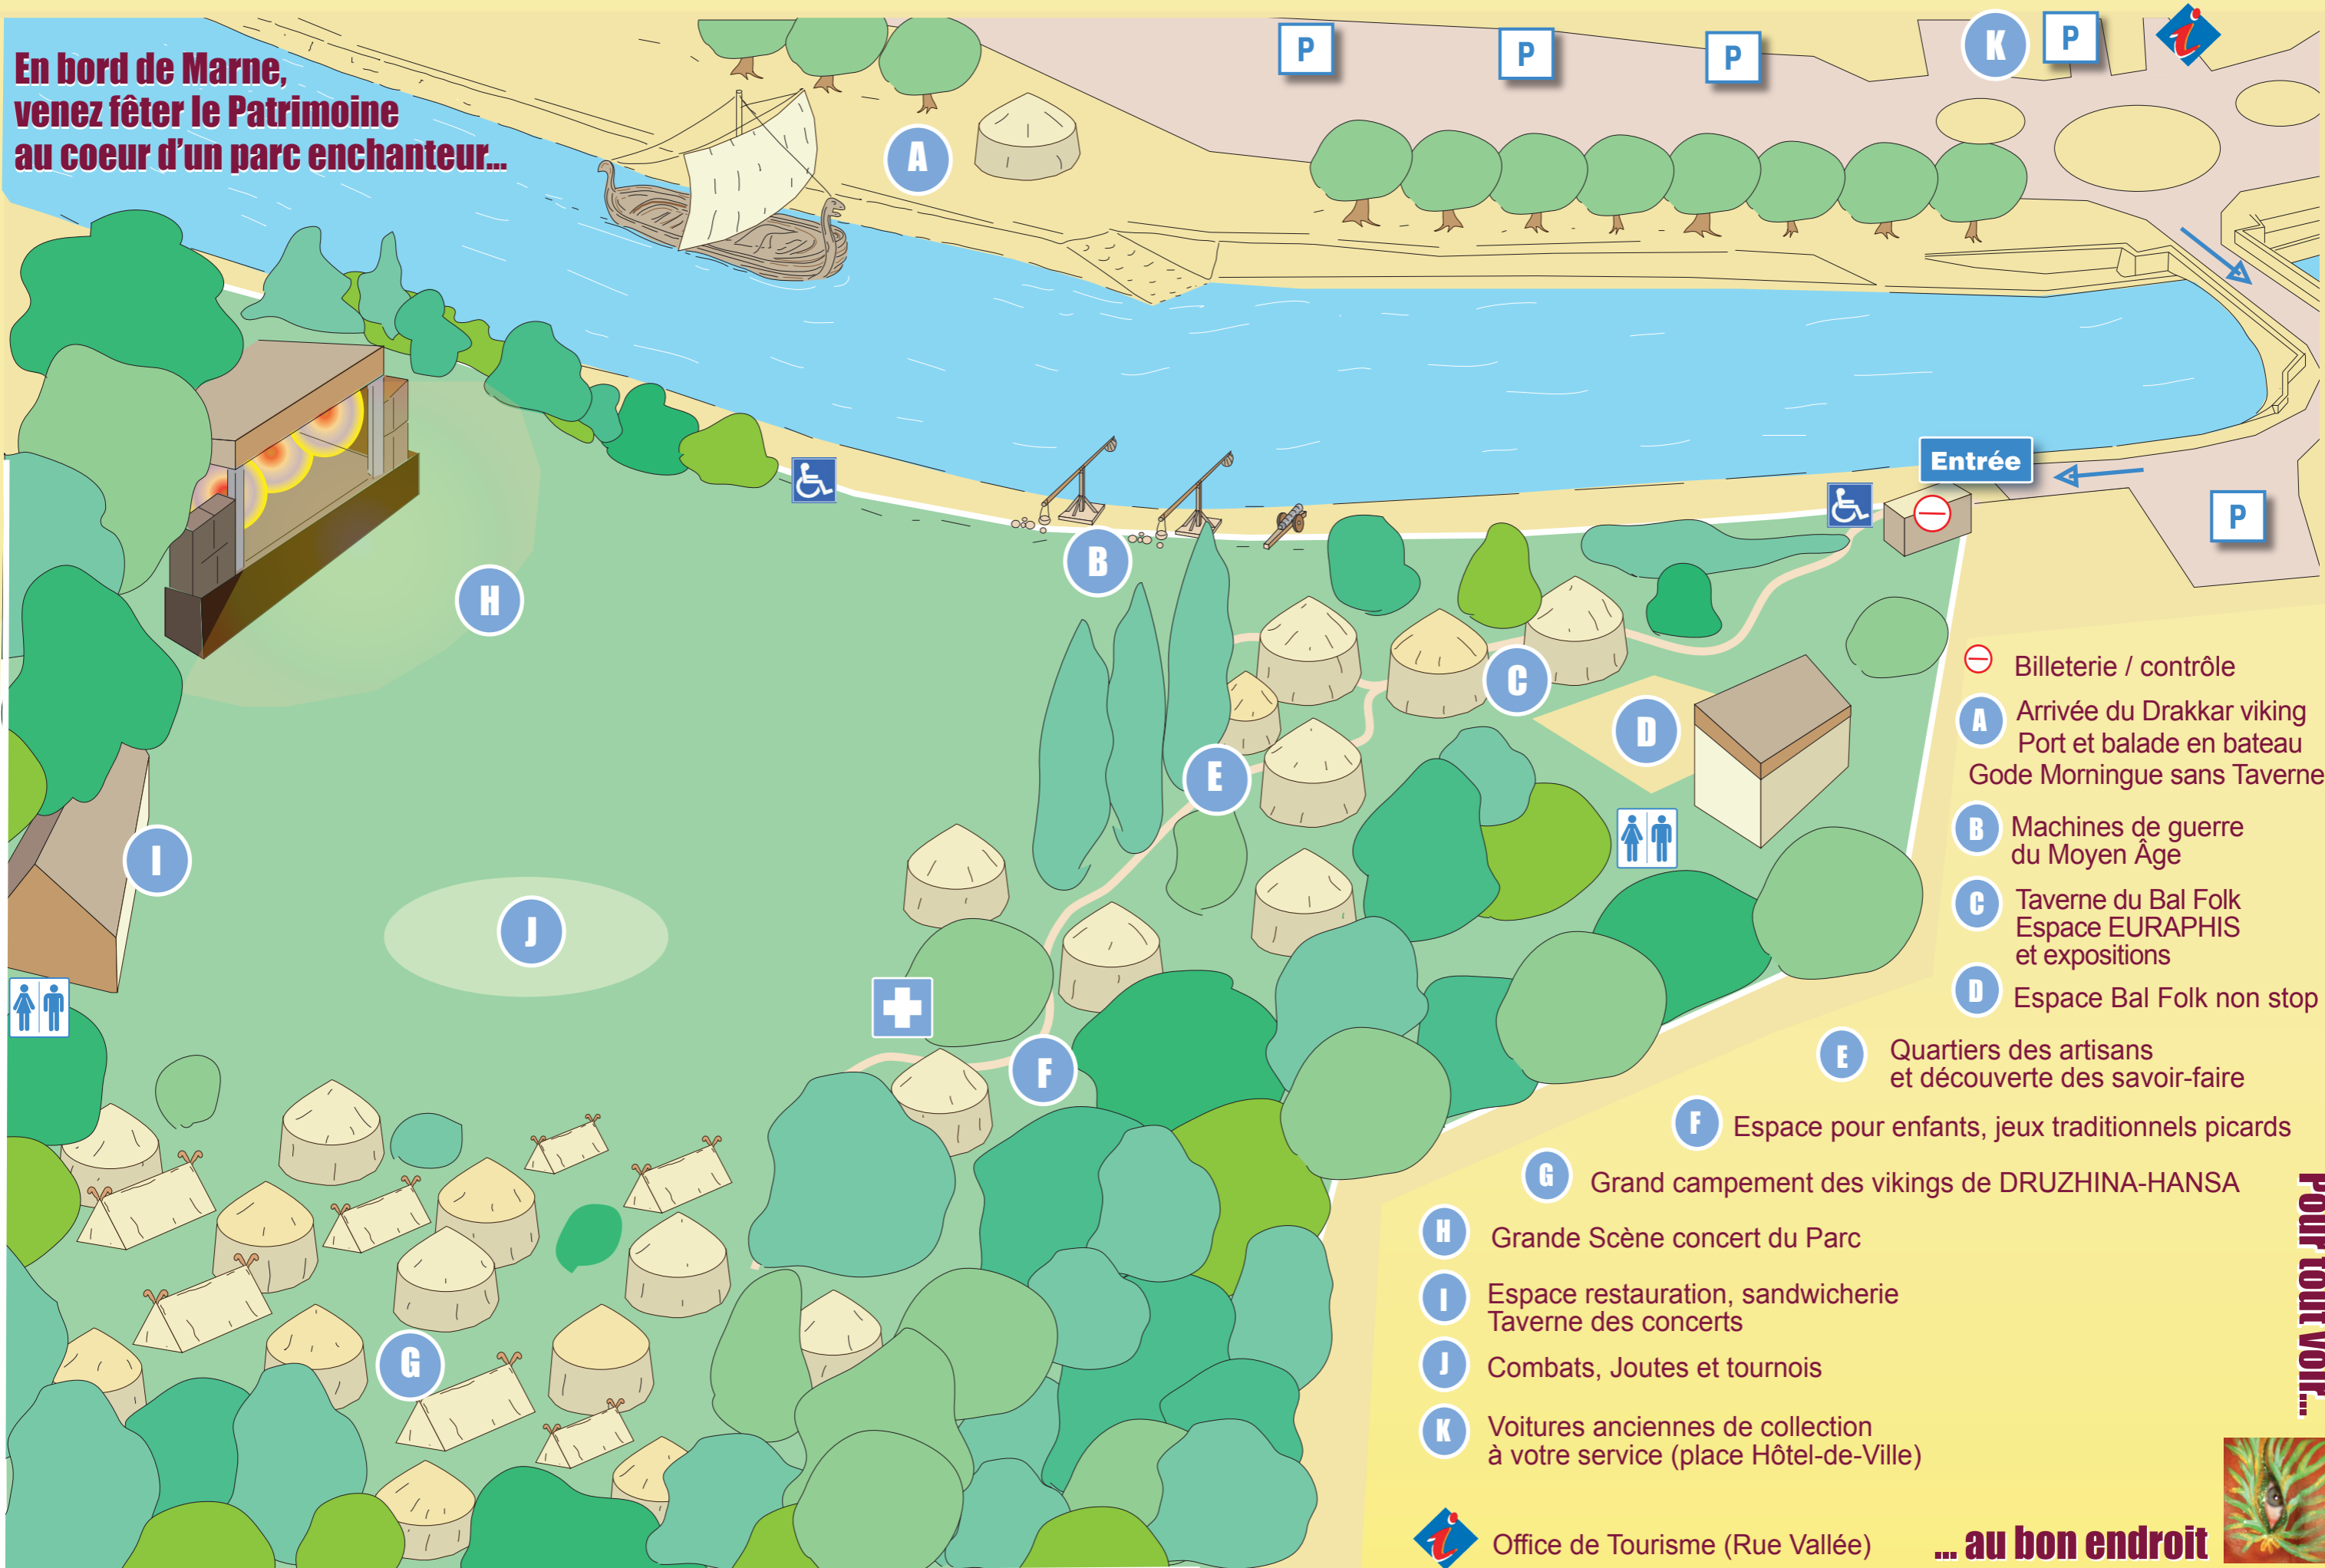 En bord de Marne,
venez fêter le Patrimoine
au coeur d'un parc enchanteur...
P
P
P
K
P
i
A
Entrée
P
B
H
C
D
E
I
J
F
G
Billeterie / contrôle
A Arrivée du Drakkar viking
Port et balade en bateau
Gode Morningue sans Taverne
B Machines de guerre
du Moyen Âge
C Taverne du Bal Folk
Espace EURAPHIS
et expositions
D Espace Bal Folk non stop
E Quartiers des artisans
et découverte des savoir-faire
F Espace pour enfants, jeux traditionnels picards
G Grand campement des vikings de DRUZHINA-HANSA
H Grande Scène concert du Parc
I Espace restauration, sandwicherie
Taverne des concerts
J Combats, Joutes et tournois
K Voitures anciennes de collection
à votre service (place Hôtel-de-Ville)
i Office de Tourisme (Rue Vallée)
Pour tout voir...
... au bon endroit